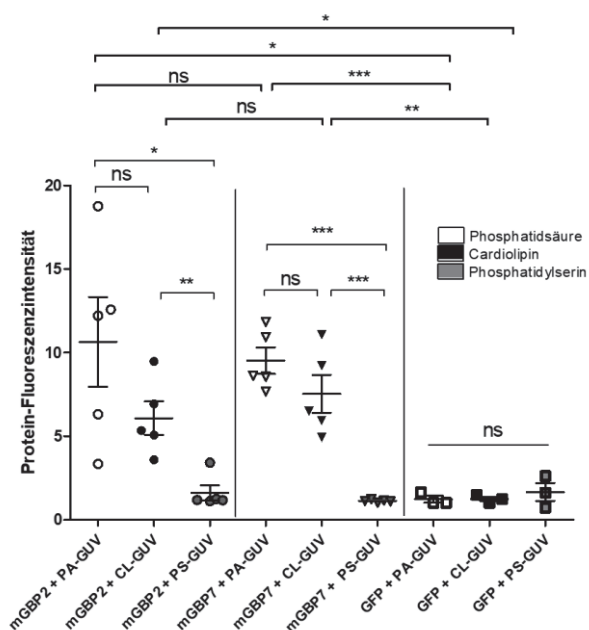 *
*
ns
***
ns
**
*
ns
**
***
ns
***
ns
Phosphatidsäure
Cardiolipin
Phosphatidylserin
Protein-Fluoreszenzintensität
20
15
10
5
0
mGBP2 + PA-GUV
mGBP2 + CL-GUV
mGBP2 + PS-GUV
mGBP7 + PA-GUV
mGBP7 + CL-GUV
mGBP7 + PS-GUV
GFP + PA-GUV
GFP + CL-GUV
GFP + PS-GUV